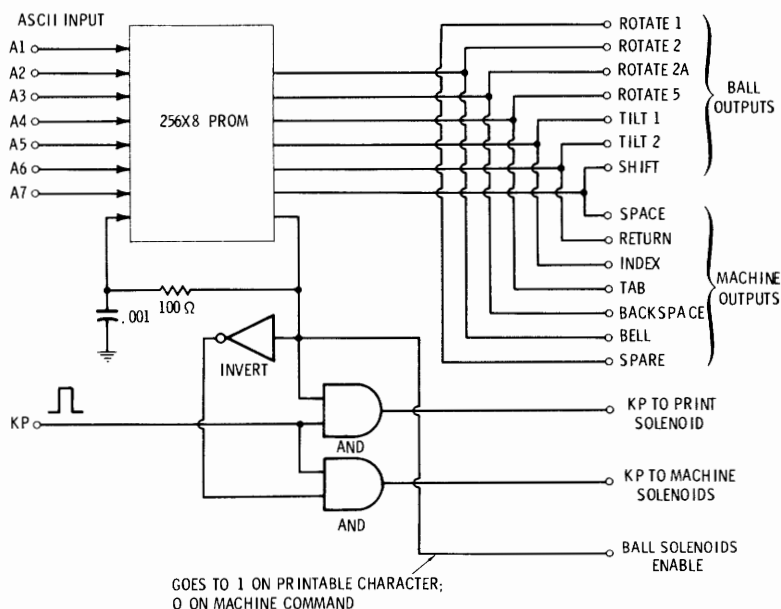 ASCII INPUT
A1
A2
A3
A4
A5
A6
A7
256X8 PROM
.001
100 Ω
INVERT
KP
AND
AND
ROTATE 1
ROTATE 2
ROTATE 2A
ROTATE 5
TILT 1
TILT 2
SHIFT
BALL
OUTPUTS
SPACE
RETURN
INDEX
TAB
BACKSPACE
BELL
SPARE
MACHINE
OUTPUTS
KP TO PRINT
SOLENOID
KP TO MACHINE
SOLENOIDS
BALL SOLENOIDS
ENABLE
GOES TO 1 ON PRINTABLE CHARACTER;
0 ON MACHINE COMMAND